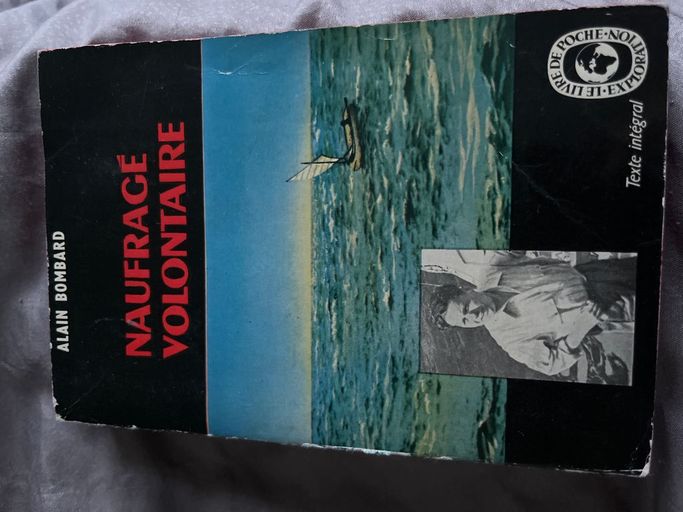 ALAIN BOMBARD
NAUFRAGÉ
VOLONTAIRE
LE LIVRE DE POCHE · EXPLORATION ·
Texte intégral